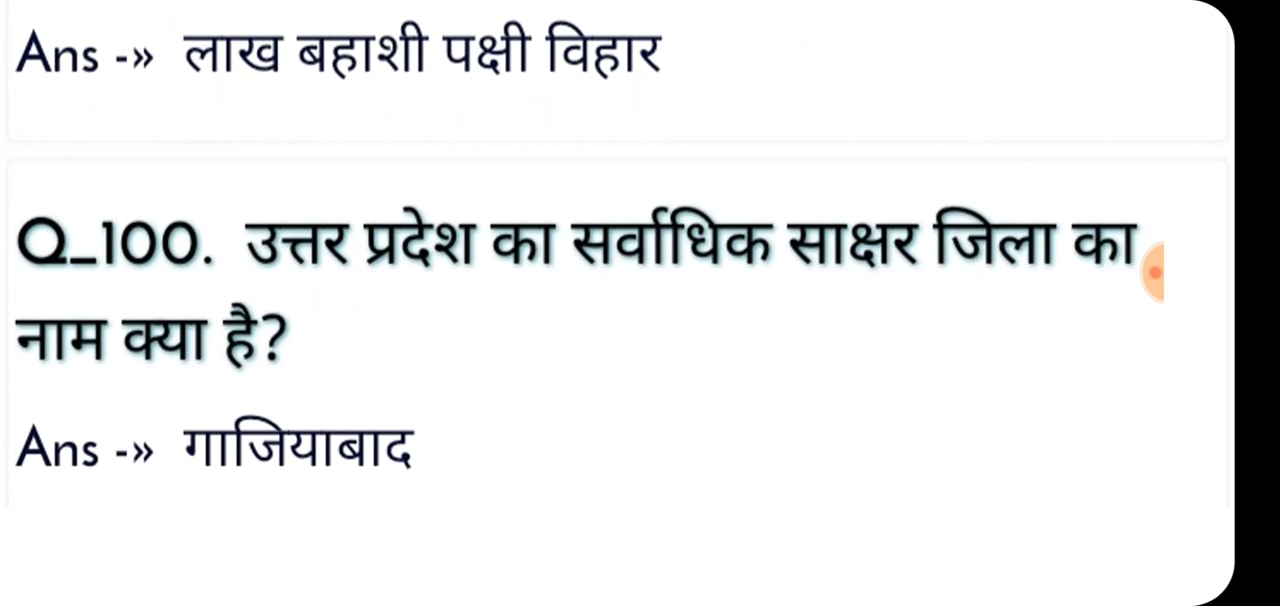 Ans -» लाख बहाशी पक्षी विहार
Q_100. उत्तर प्रदेश का सर्वाधिक साक्षर जिला का
नाम क्या है?
Ans -» गाजियाबाद